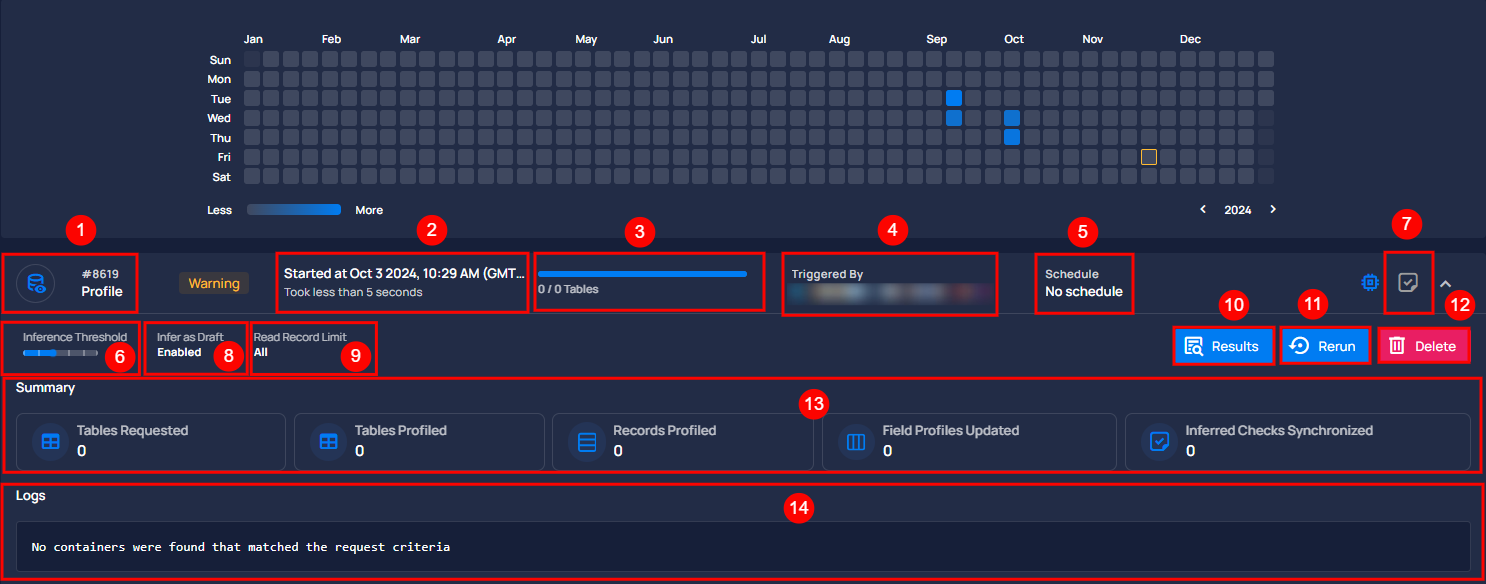 Jan Feb Mar Apr May Jun Jul Aug Sep Oct Nov Dec
Sun
Mon
Tue
Wed
Thu
Fri
Sat
Less More
2024
1
2
3
4
5
7
#8619
Profile
Warning
Started at Oct 3 2024, 10:29 AM (GMT...
Took less than 5 seconds
0 / 0 Tables
Triggered By
Schedule
No schedule
10
11
12
Inference Threshold
6
Infer as Draft
Enabled
8
Read Record Limit
All
9
Results
Rerun
Delete
Summary
13
Tables Requested
0
Tables Profiled
0
Records Profiled
0
Field Profiles Updated
0
Inferred Checks Synchronized
0
Logs
14
No containers were found that matched the request criteria